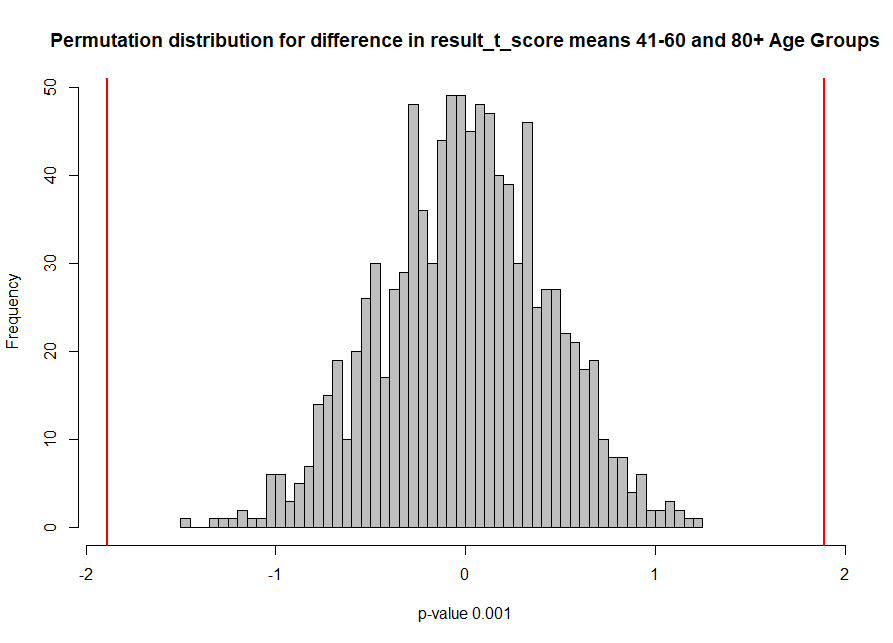 Permutation distribution for difference in result_t_score means 41-60 and 80+ Age Groups
Frequency
50
40
30
20
10
0
-2 -1 0 1 2
p-value 0.001